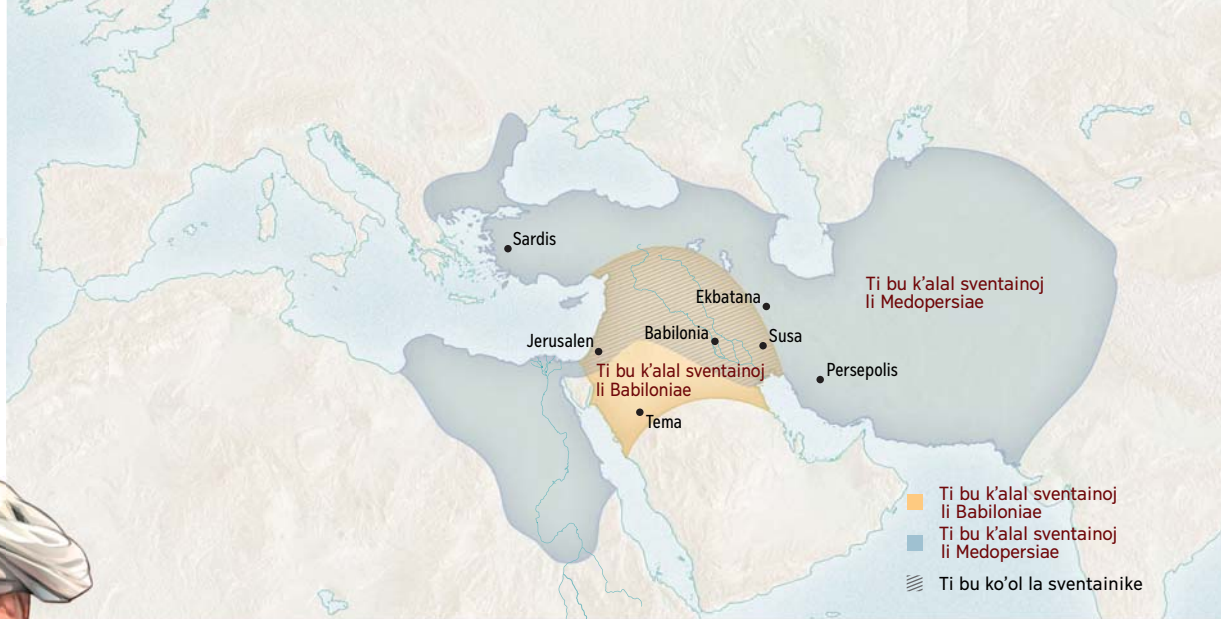 Sardis
Ekbatana
Ti bu k'alal sventainoj
li Medopersiae
Jerusalen
Babilonia
Susa
Ti bu k'alal sventainoj
li Babiloniae
Persepolis
Tema
Ti bu k'alal sventainoj
li Babiloniae
Ti bu k'alal sventainoj
li Medopersiae
Ti bu ko'ol la sventainike